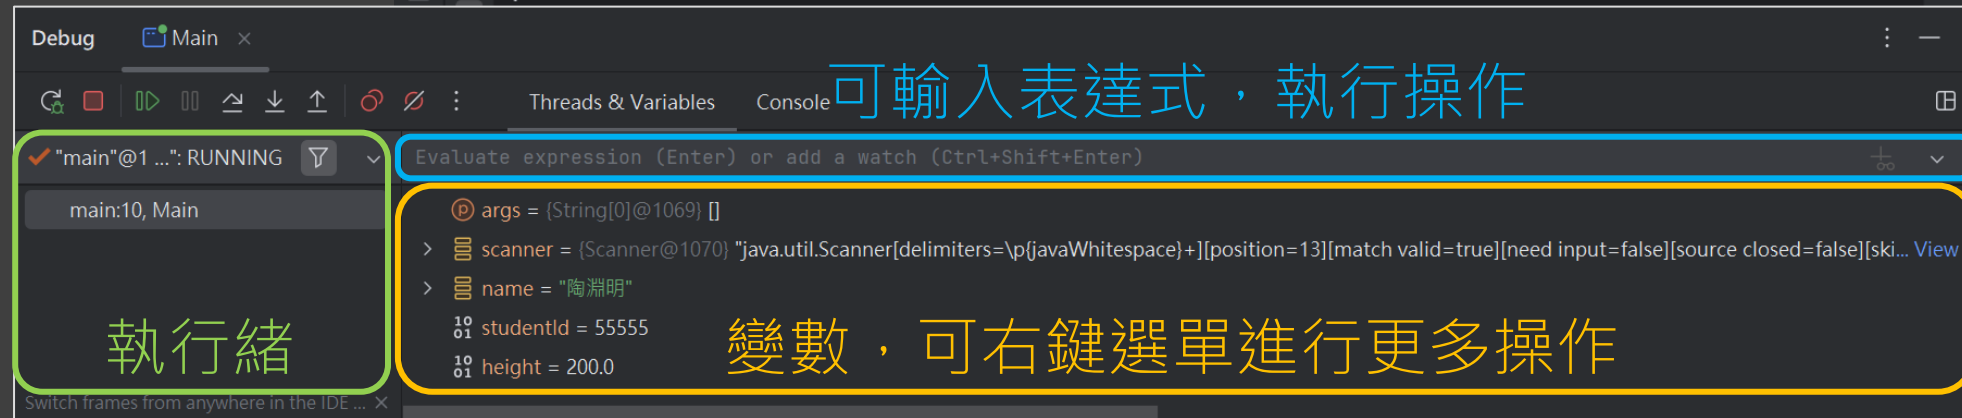 Debug Main
可輸入表達式，執行操作
Threads & Variables Console
"main"@1 ...": RUNNING
Evaluate expression (Enter) or add a watch (Ctrl+Shift+Enter)
main:10, Main
args = {String[0]@1069} []
scanner = {Scanner@1070} "java.util.Scanner[delimiters=\p{javaWhitespace}+][position=13][match valid=true][need input=false][source closed=false][ski... View
name = "陶淵明"
studentId = 55555
height = 200.0
執行緒
變數，可右鍵選單進行更多操作
Switch frames from anywhere in the IDE ...